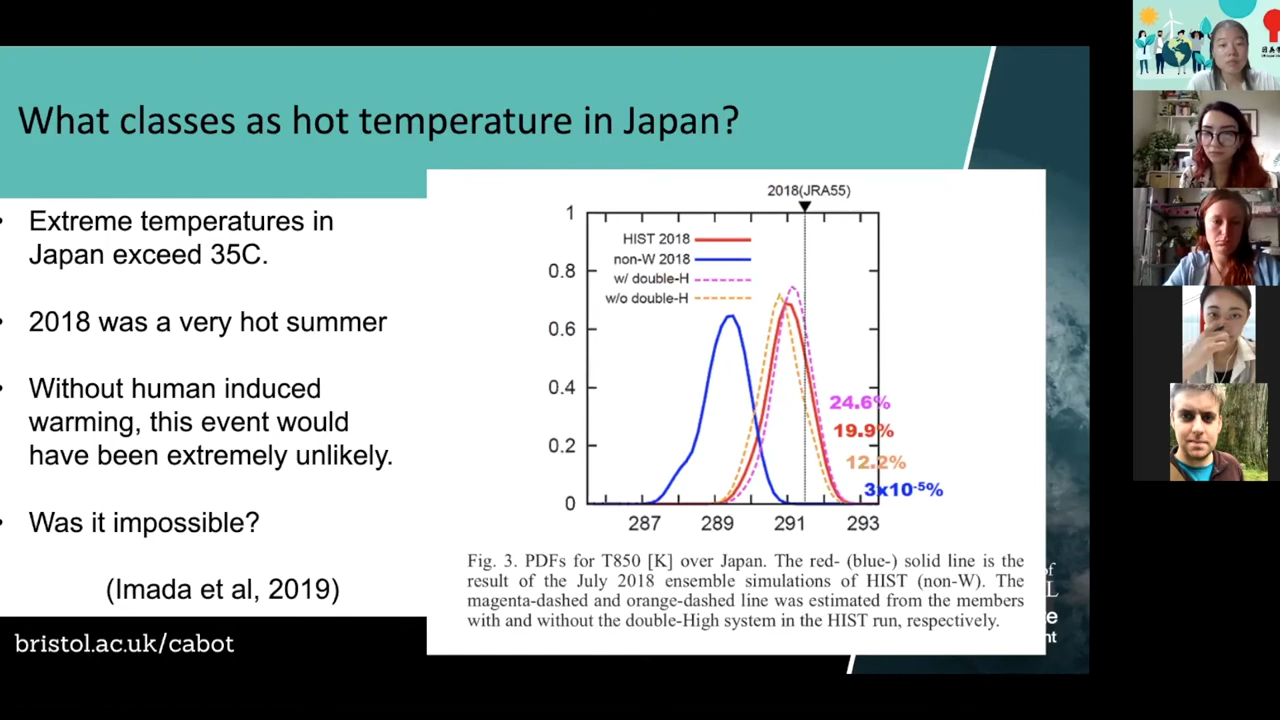 What classes as hot temperature in Japan?
• Extreme temperatures in
Japan exceed 35C.
• 2018 was a very hot summer
• Without human induced
warming, this event would
have been extremely unlikely.
• Was it impossible?
(Imada et al, 2019)
bristol.ac.uk/cabot
2018(JRA55)
1
0.8
0.6
0.4
0.2
0
HIST 2018
non-W 2018
w/ double-H
w/o double-H
24.6%
19.9%
12.2%
3x10⁻⁵%
287 289 291 293
Fig. 3. PDFs for T850 [K] over Japan. The red- (blue-) solid line is the
result of the July 2018 ensemble simulations of HIST (non-W). The
magenta-dashed and orange-dashed line was estimated from the members
with and without the double-High system in the HIST run, respectively.
of
L
te
nt